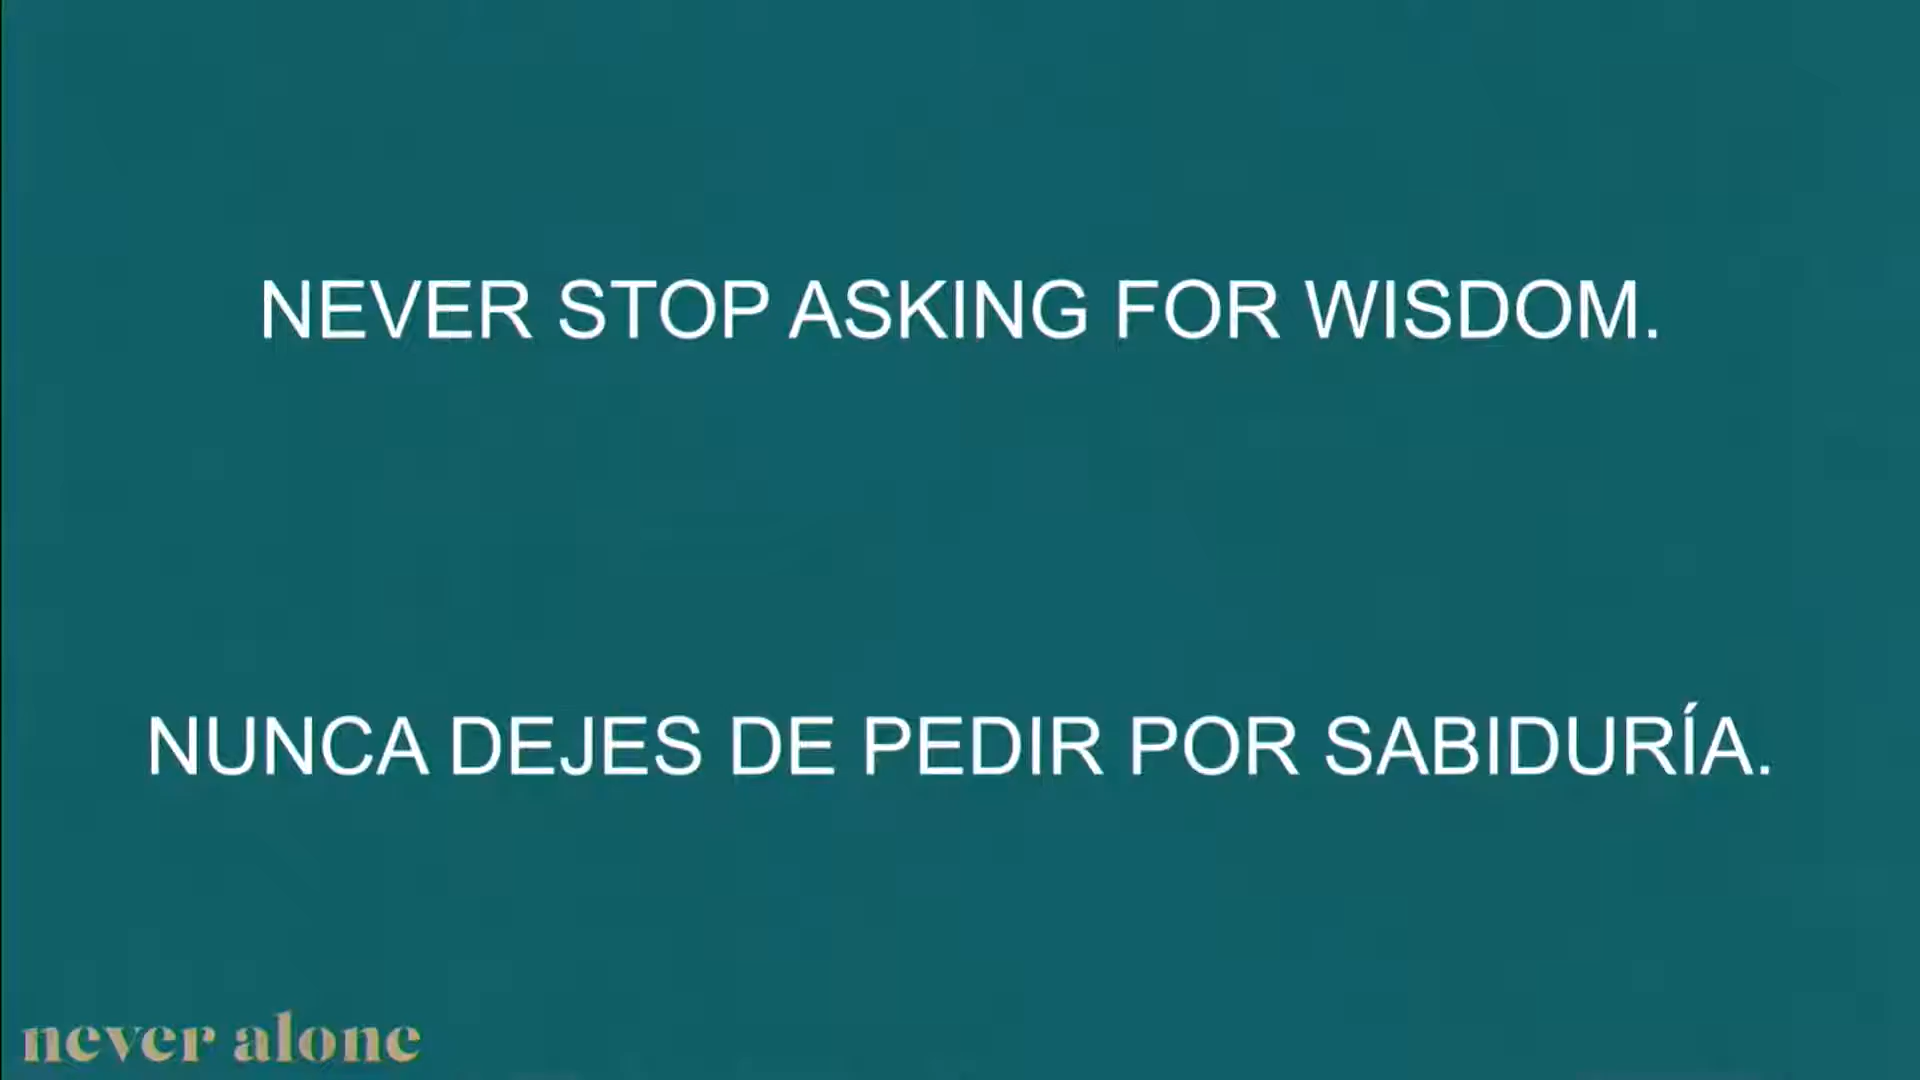 NEVER STOP ASKING FOR WISDOM.
NUNCA DEJES DE PEDIR POR SABIDURÍA.
never alone